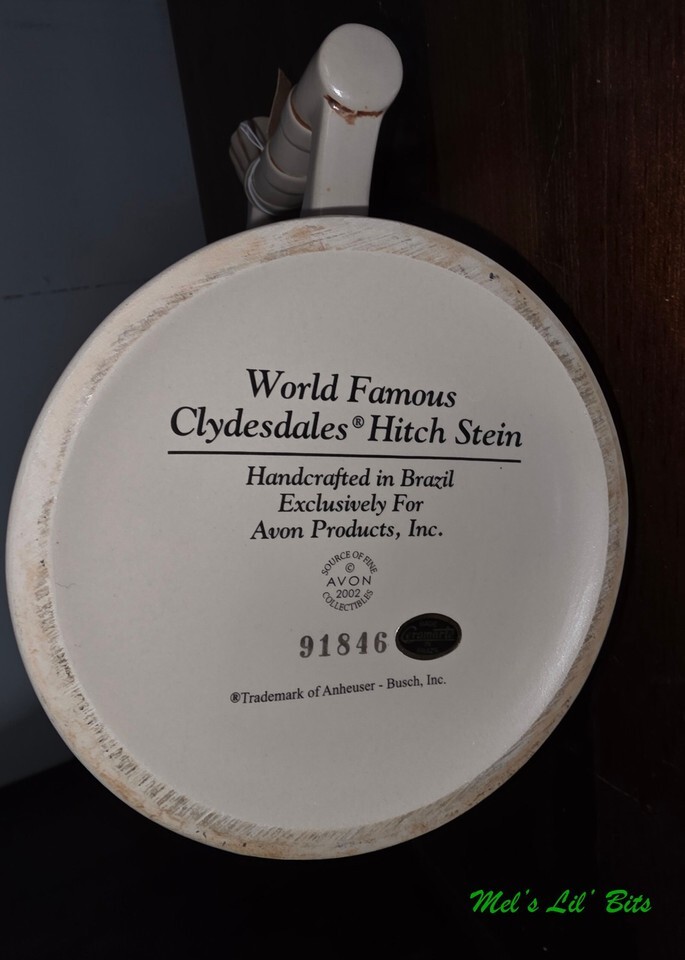 World Famous
Clydesdales® Hitch Stein
Handcrafted in Brazil
Exclusively For
Avon Products, Inc.
SOURCE OF FINE
©
AVON
2002
COLLECTIBLES
91846
®Trademark of Anheuser - Busch, Inc.
Mel's Lil' Bits